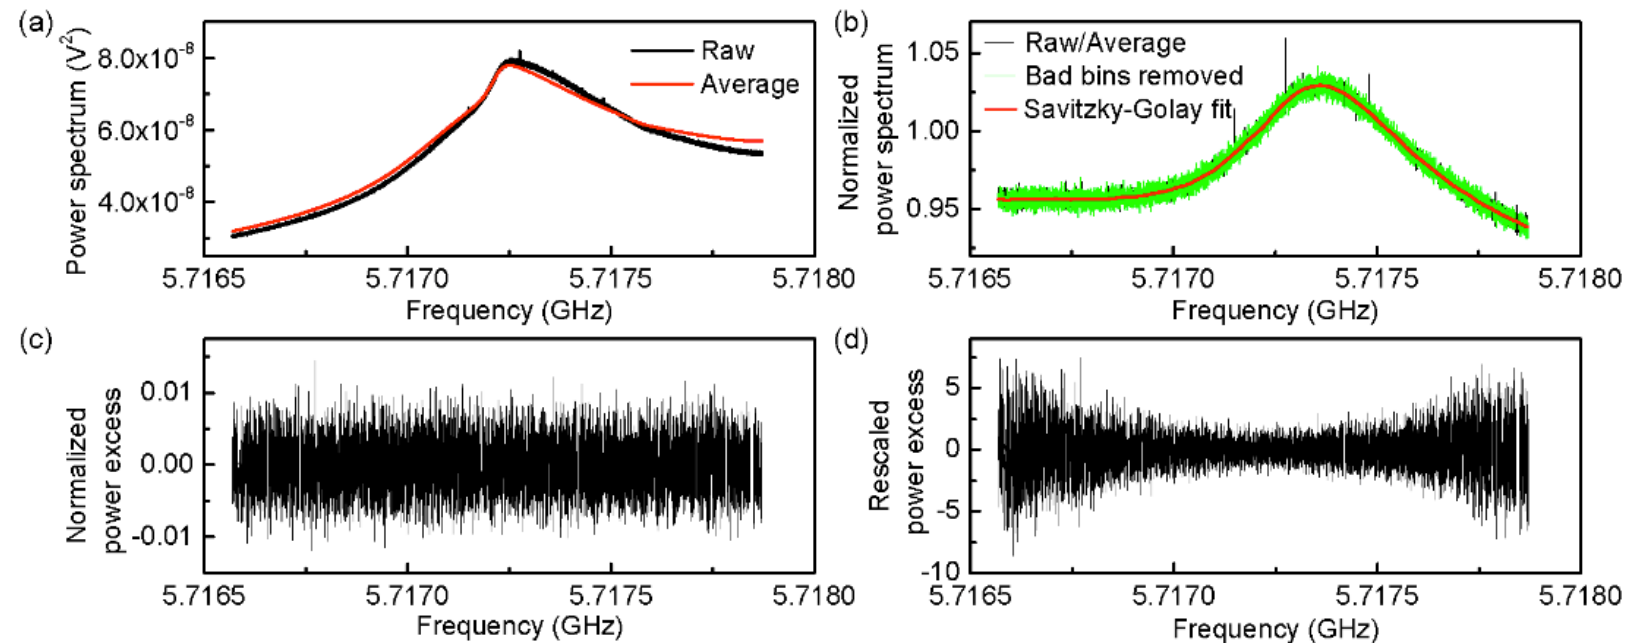 (a)
Power spectrum (V²)
8.0x10⁻⁸
6.0x10⁻⁸
4.0x10⁻⁸
Raw
Average
5.7165 5.7170 5.7175 5.7180
Frequency (GHz)
(b)
Normalized
power spectrum
1.05
1.00
0.95
Raw/Average
Bad bins removed
Savitzky-Golay fit
5.7165 5.7170 5.7175 5.7180
Frequency (GHz)
(c)
Normalized
power excess
0.01
0.00
-0.01
5.7165 5.7170 5.7175 5.7180
Frequency (GHz)
(d)
Rescaled
power excess
5
0
-5
-10
5.7165 5.7170 5.7175 5.7180
Frequency (GHz)